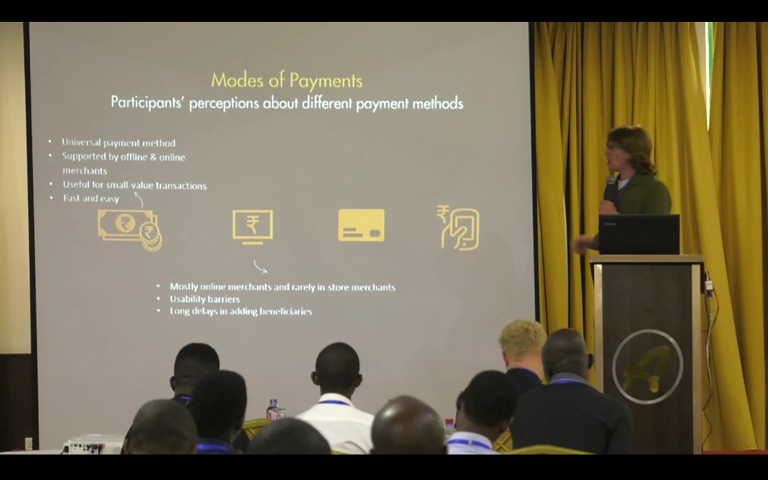 Modes of Payments
Participants' perceptions about different payment methods
• Universal payment method
• Supported by offline & online
merchants
• Useful for small-value transactions
• Fast and easy
• Mostly online merchants and rarely in store merchants
• Usability barriers
• Long delays in adding beneficiaries